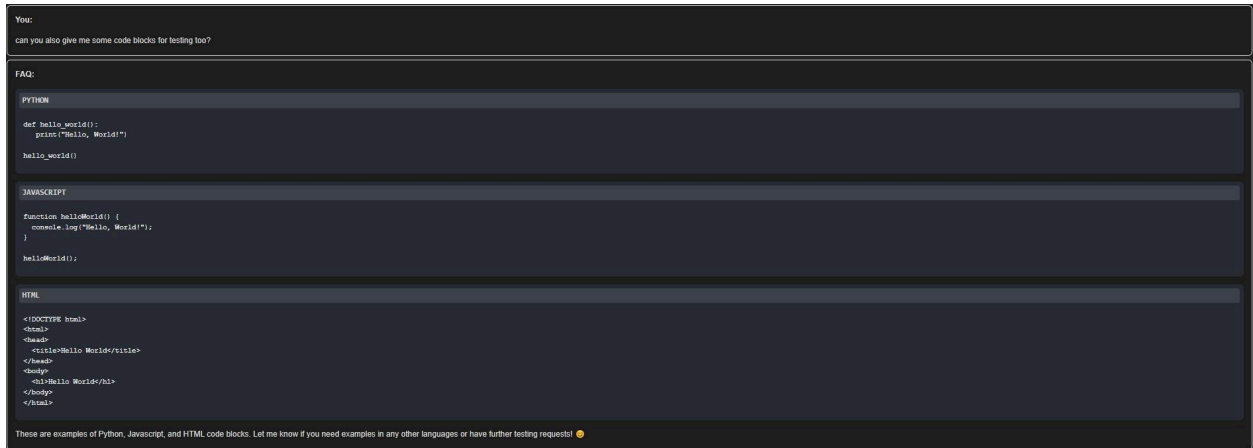 You:
can you also give me some code blocks for testing too?
FAQ:
PYTHON
def hello_world():
    print("Hello, World!")
hello_world()
JAVASCRIPT
function helloWorld() {
  console.log("Hello, World!");
}
helloWorld();
HTML
<!DOCTYPE html>
<html>
<head>
  <title>Hello World</title>
</head>
<body>
  <h1>Hello World</h1>
</body>
</html>
These are examples of Python, Javascript, and HTML code blocks. Let me know if you need examples in any other languages or have further testing requests! 😊